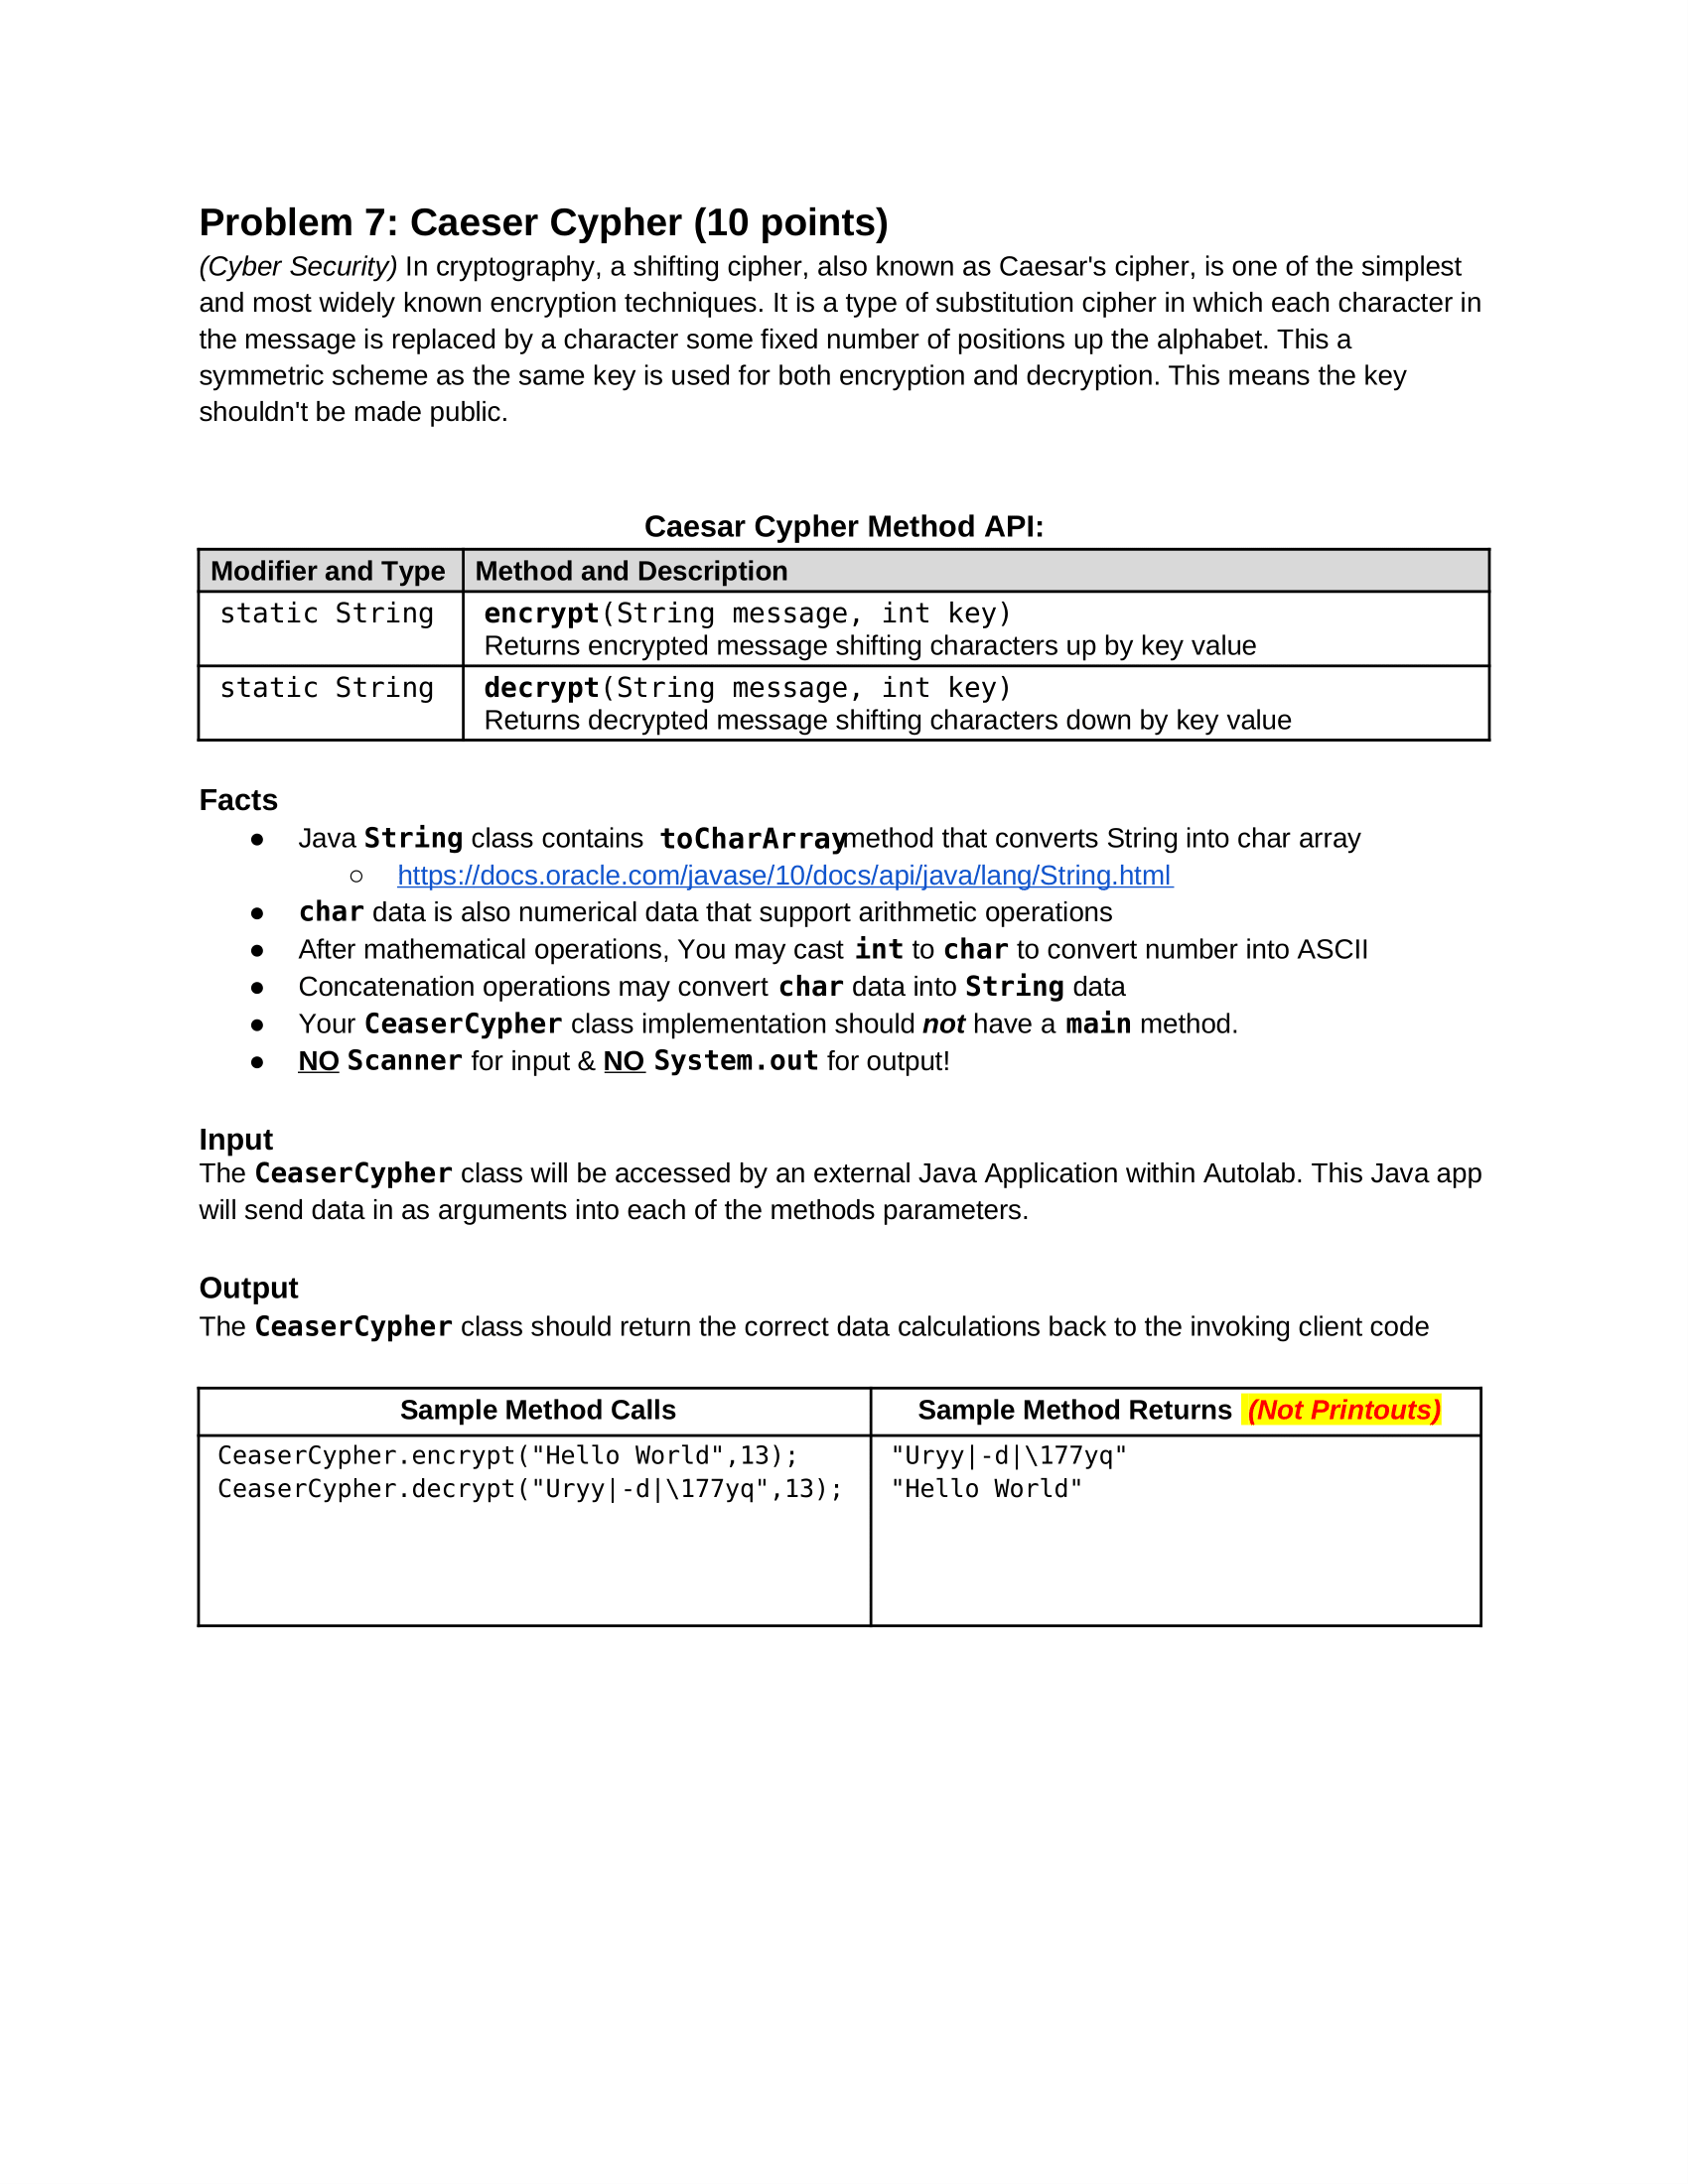 Problem 7: Caeser Cypher (10 points)
(Cyber Security) In cryptography, a shifting cipher, also known as Caesar's cipher, is one of the simplest
and most widely known encryption techniques. It is a type of substitution cipher in which each character in
the message is replaced by a character some fixed number of positions up the alphabet. This a
symmetric scheme as the same key is used for both encryption and decryption. This means the key
shouldn't be made public.
Caesar Cypher Method API:
Modifier and Type Method and Description
static String encrypt(String message, int key)
Returns encrypted message shifting characters up by key value
static String decrypt(String message, int key)
Returns decrypted message shifting characters down by key value
Facts
● Java String class contains toCharArray method that converts String into char array
○ https://docs.oracle.com/javase/10/docs/api/java/lang/String.html
● char data is also numerical data that support arithmetic operations
● After mathematical operations, You may cast int to char to convert number into ASCII
● Concatenation operations may convert char data into String data
● Your CeaserCypher class implementation should not have a main method.
● NO Scanner for input & NO System.out for output!
Input
The CeaserCypher class will be accessed by an external Java Application within Autolab. This Java app
will send data in as arguments into each of the methods parameters.
Output
The CeaserCypher class should return the correct data calculations back to the invoking client code
Sample Method Calls Sample Method Returns (Not Printouts)
CeaserCypher.encrypt("Hello World",13); "Uryy|-d|\177yq"
CeaserCypher.decrypt("Uryy|-d|\177yq",13); "Hello World"